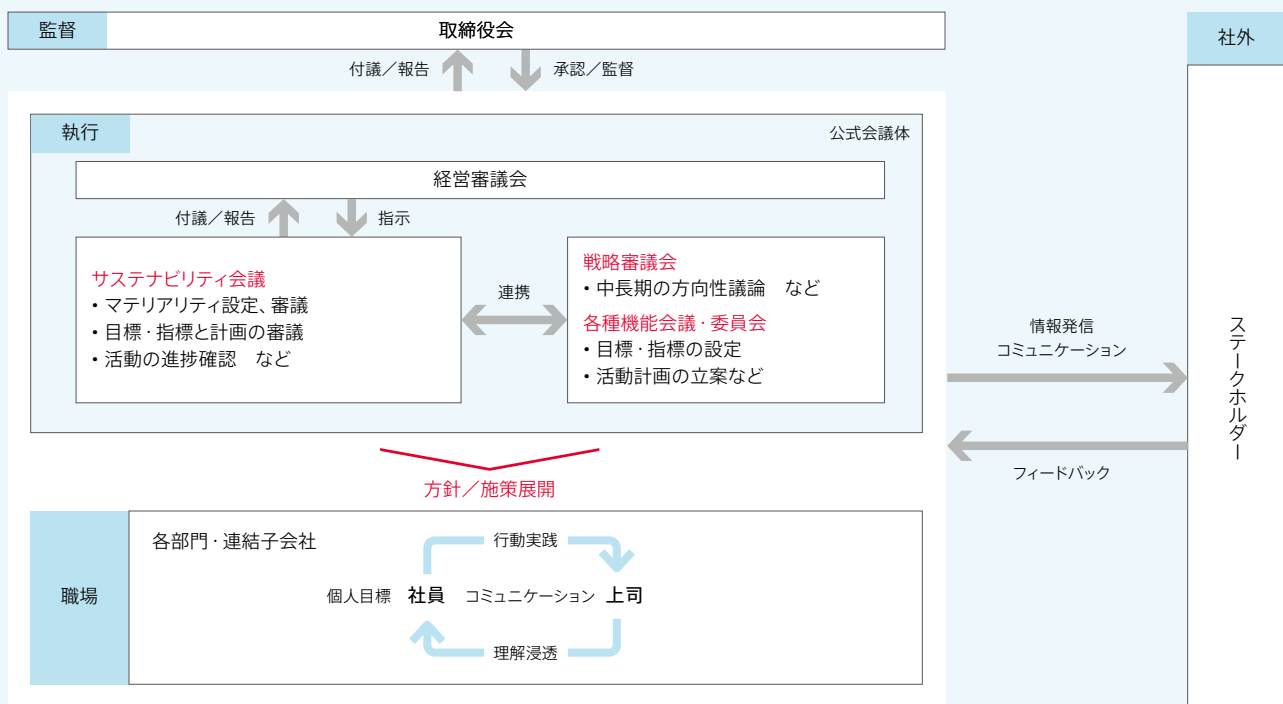 監督
取締役会
付議／報告
承認／監督
執行
公式会議体
経営審議会
付議／報告
指示
サステナビリティ会議
・マテリアリティ設定、審議
・目標・指標と計画の審議
・活動の進捗確認　など
連携
戦略審議会
・中長期の方向性議論　など
各種機能会議・委員会
・目標・指標の設定
・活動計画の立案など
方針／施策展開
職場
各部門・連結子会社
行動実践
個人目標 社員 コミュニケーション 上司
理解浸透
情報発信
コミュニケーション
フィードバック
社外
ステークホルダー